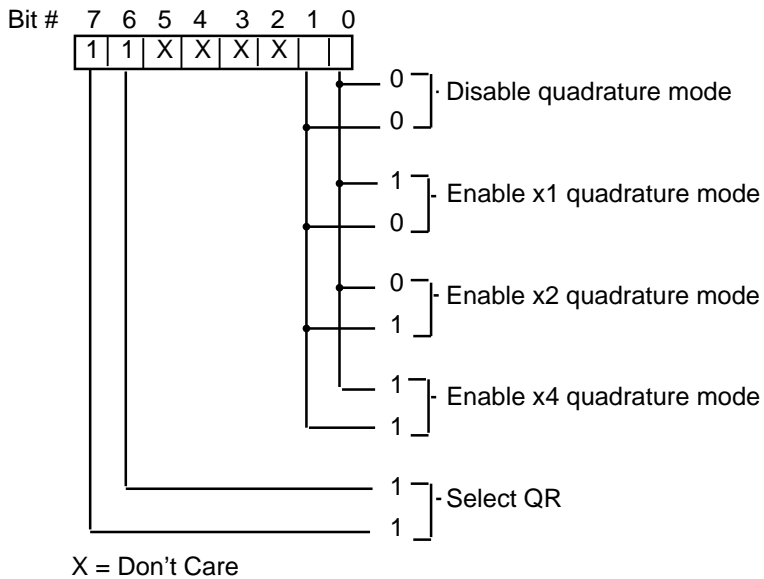 Bit # 7 6 5 4 3 2 1 0
1 1 X X X X
0
Disable quadrature mode
0
1
Enable x1 quadrature mode
0
0
Enable x2 quadrature mode
1
1
Enable x4 quadrature mode
1
1
Select QR
1
X = Don't Care